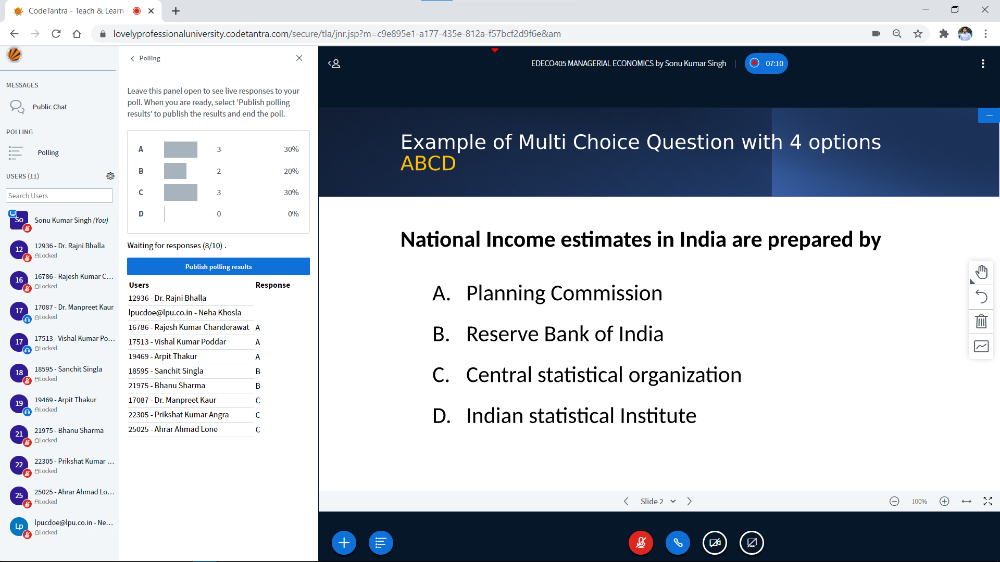 CodeTantra - Teach & Learn
lovelyprofessionaluniversity.codetantra.com/secure/tla/jnr.jsp?m=c9e895e1-a177-435e-812a-f57bcf2d9f6e&am
MESSAGES
Public Chat
POLLING
Polling
USERS (11)
Search Users
So
Sonu Kumar Singh (You)
12
12936 - Dr. Rajni Bhalla
Locked
16
16786 - Rajesh Kumar C...
Locked
17
17087 - Dr. Manpreet Kaur
Locked
17
17513 - Vishal Kumar Po...
Locked
18
18595 - Sanchit Singla
Locked
19
19469 - Arpit Thakur
Locked
21
21975 - Bhanu Sharma
Locked
22
22305 - Prikshat Kumar ...
Locked
25
25025 - Ahrar Ahmad Lo...
Locked
Lp
lpucdoe@lpu.co.in - Ne...
Locked
Polling
Leave this panel open to see live responses to your
poll. When you are ready, select 'Publish polling
results' to publish the results and end the poll.
A 3 30%
B 2 20%
C 3 30%
D 0 0%
Waiting for responses (8/10) .
Publish polling results
Users Response
12936 - Dr. Rajni Bhalla
lpucdoe@lpu.co.in - Neha Khosla
16786 - Rajesh Kumar Chanderawat A
17513 - Vishal Kumar Poddar A
19469 - Arpit Thakur A
18595 - Sanchit Singla B
21975 - Bhanu Sharma B
17087 - Dr. Manpreet Kaur C
22305 - Prikshat Kumar Angra C
25025 - Ahrar Ahmad Lone C
EDECO405 MANAGERIAL ECONOMICS by Sonu Kumar Singh | 07:10
Example of Multi Choice Question with 4 options
ABCD
National Income estimates in India are prepared by
A. Planning Commission
B. Reserve Bank of India
C. Central statistical organization
D. Indian statistical Institute
Slide 2
100%